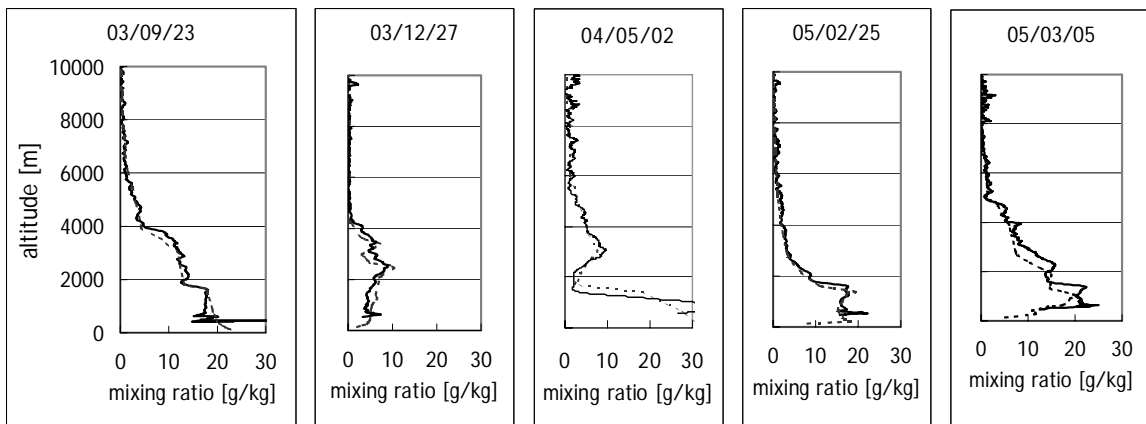 03/09/23
03/12/27
04/05/02
05/02/25
05/03/05
altitude [m]
10000
8000
6000
4000
2000
0
0 10 20 30
mixing ratio [g/kg]
0 10 20 30
mixing ratio [g/kg]
0 10 20 30
mixing ratio [g/kg]
0 10 20 30
mixing ratio [g/kg]
0 10 20 30
mixing ratio [g/kg]